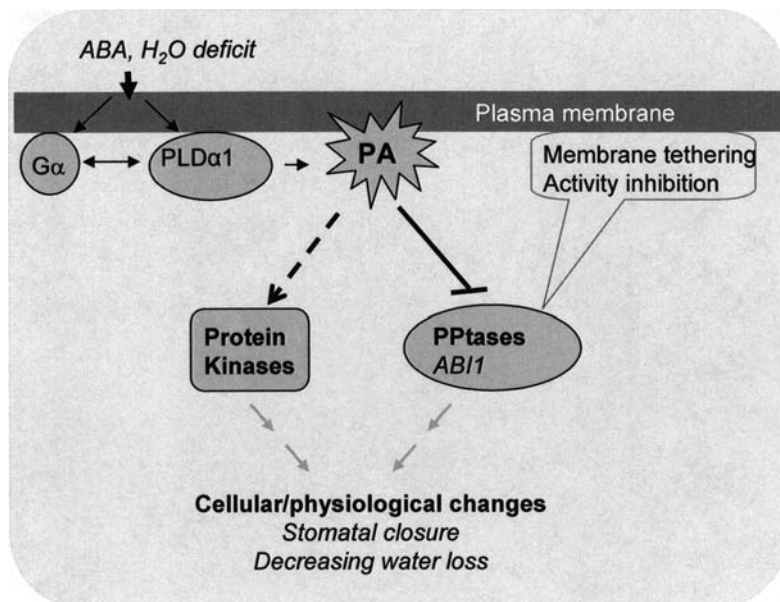 ABA, H₂O deficit
Plasma membrane
Gα
PLDα1
PA
Membrane tethering
Activity inhibition
Protein
Kinases
PPtases
ABI1
Cellular/physiological changes
Stomatal closure
Decreasing water loss